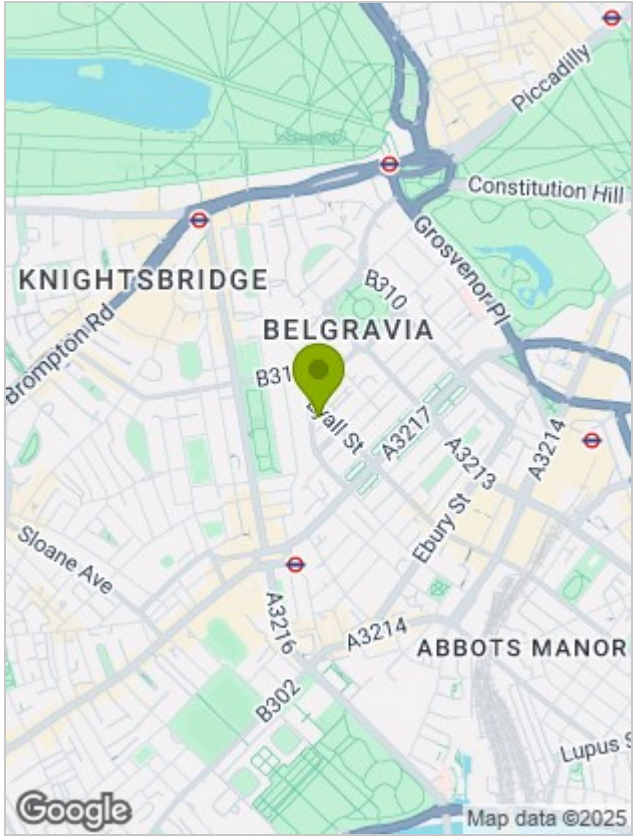 Piccadilly
Constitution Hill
Grosvenor Pl
KNIGHTSBRIDGE
B310
BELGRAVIA
Brompton Rd
B31
Lyall St
A3217
A3213
A3214
Ebury St
Sloane Ave
A3216
A3214
ABBOTS MANOR
B302
Lupus S
Google
Map data ©2025